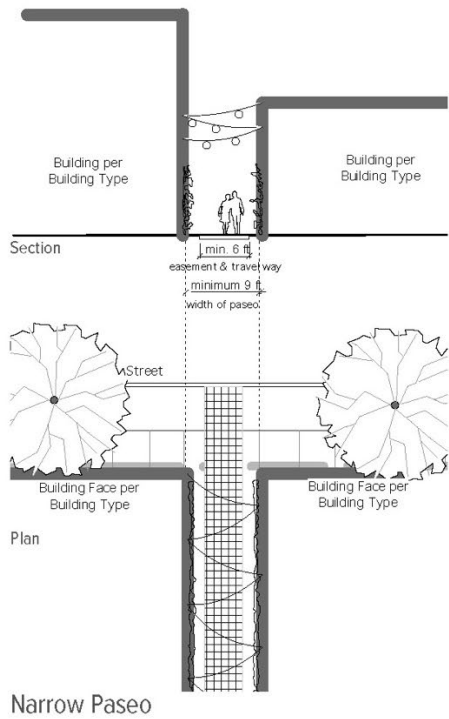 Building per
Building Type
Building per
Building Type
Section
min. 6 ft.
easement & travel way
minimum 9 ft.
width of paseo
Street
Building Face per
Building Type
Building Face per
Building Type
Plan
Narrow Paseo